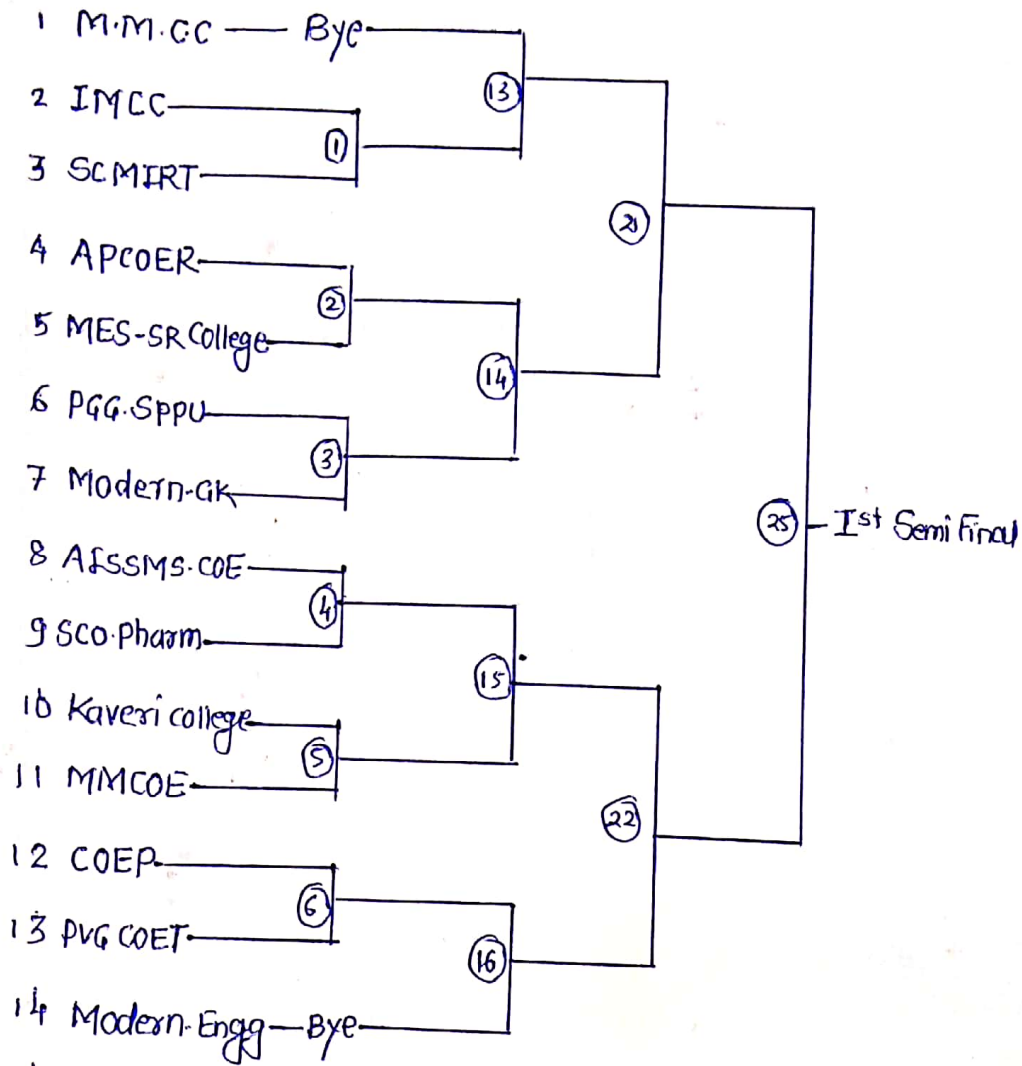 1 M.M.CC — Bye
13
2 IMCC
1
3 SCMIRT
21
4 APCOER
2
5 MES-SR College
14
6 PGG.SPPU
3
7 Modern-GK
25 Ist Semi Final
8 AISSMS.COE
4
9 SCO.Pharm
15
10 Kaveri college
5
11 MMCOE
22
12 COEP
6
13 PVG COET
16
14 Modern-Engg — Bye